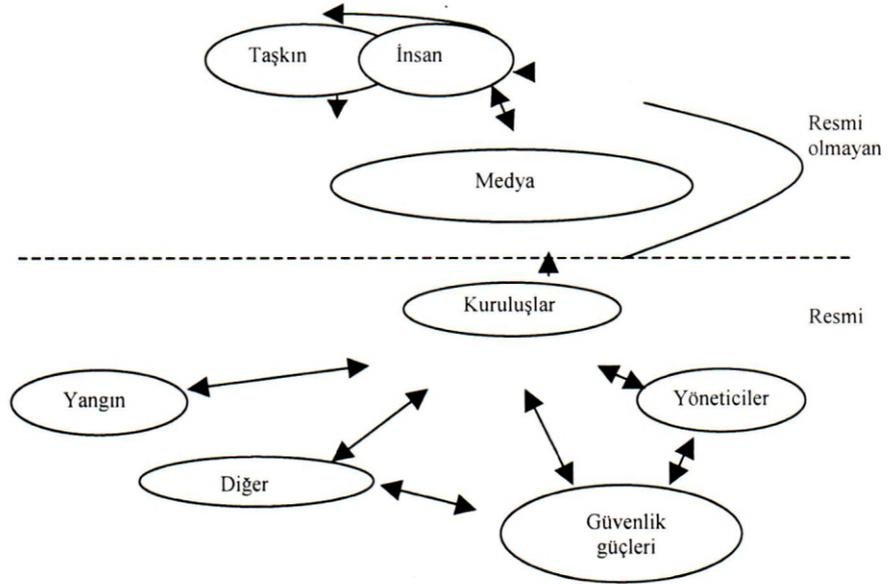 Taşkın
İnsan
Resmi
olmayan
Medya
Kuruluşlar
Resmi
Yangın
Yöneticiler
Diğer
Güvenlik
güçleri